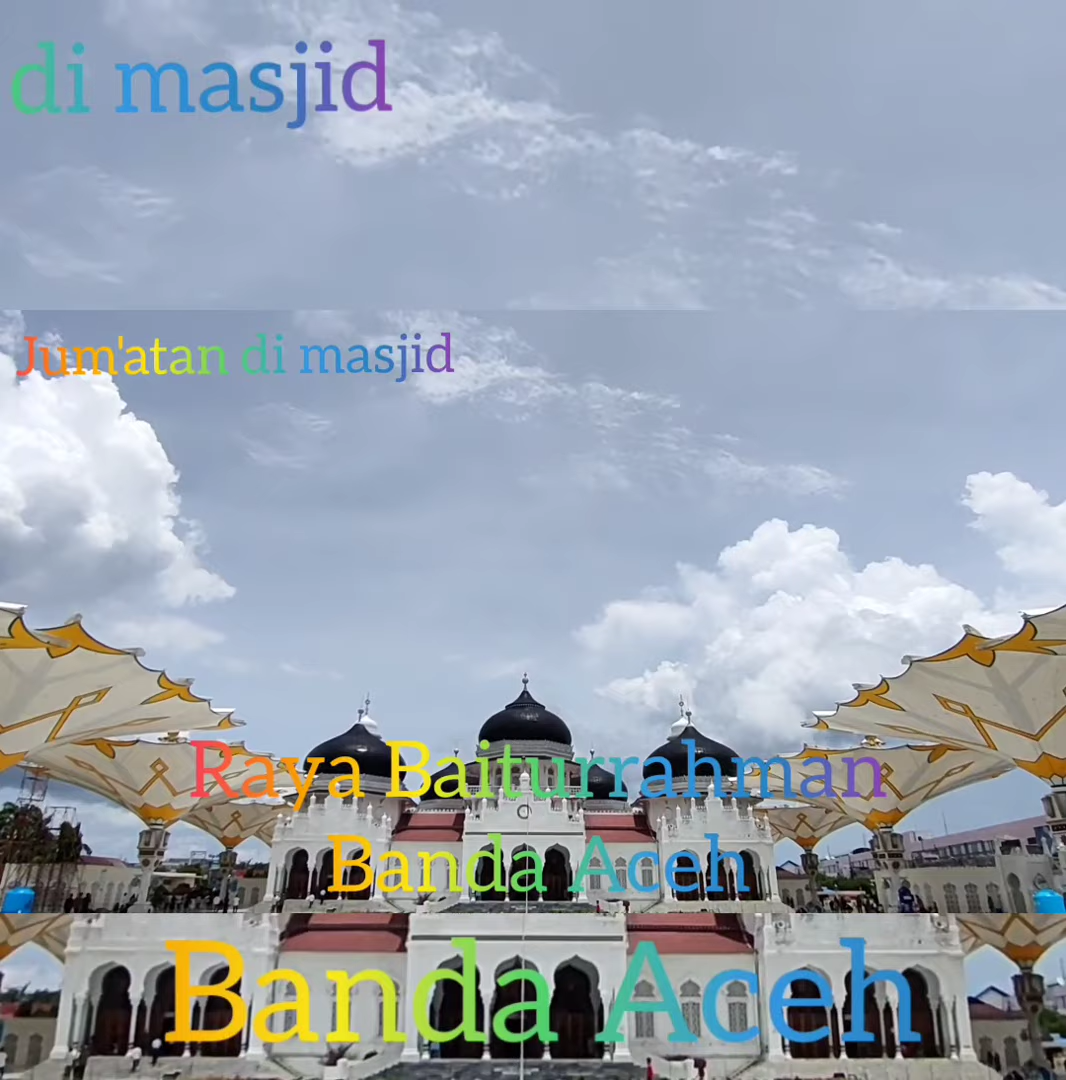 di masjid
Jum'atan di masjid
Raya Baiturrahman
Banda Aceh
Banda Aceh